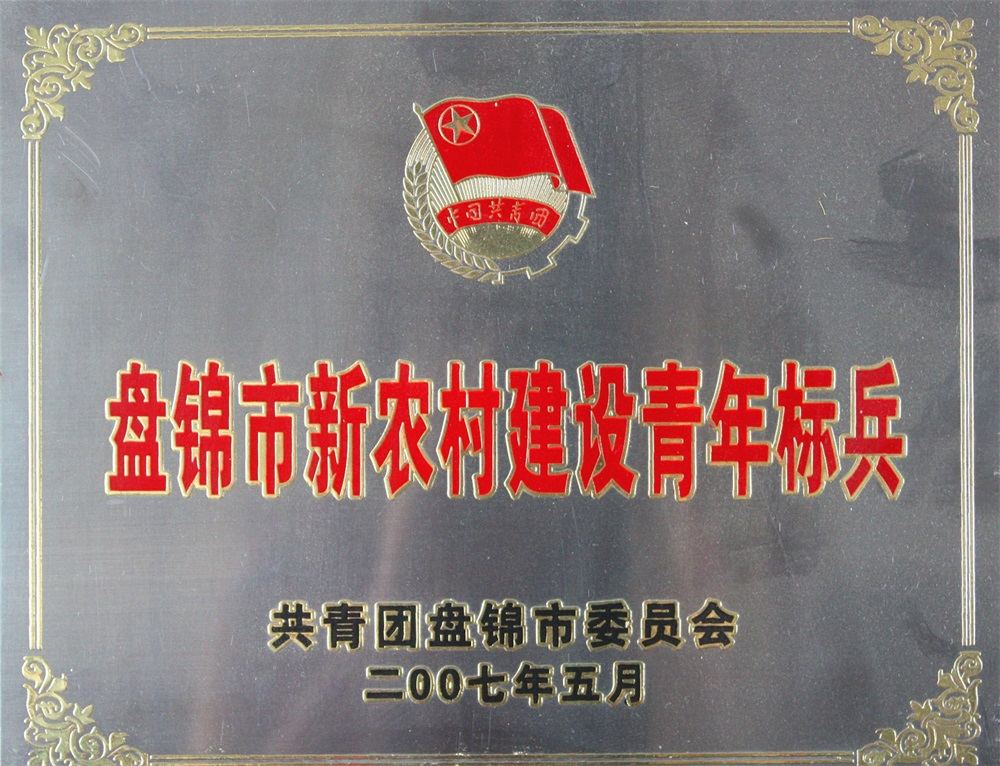 中国共青团
盘锦市新农村建设青年标兵
共青团盘锦市委员会
二00七年五月